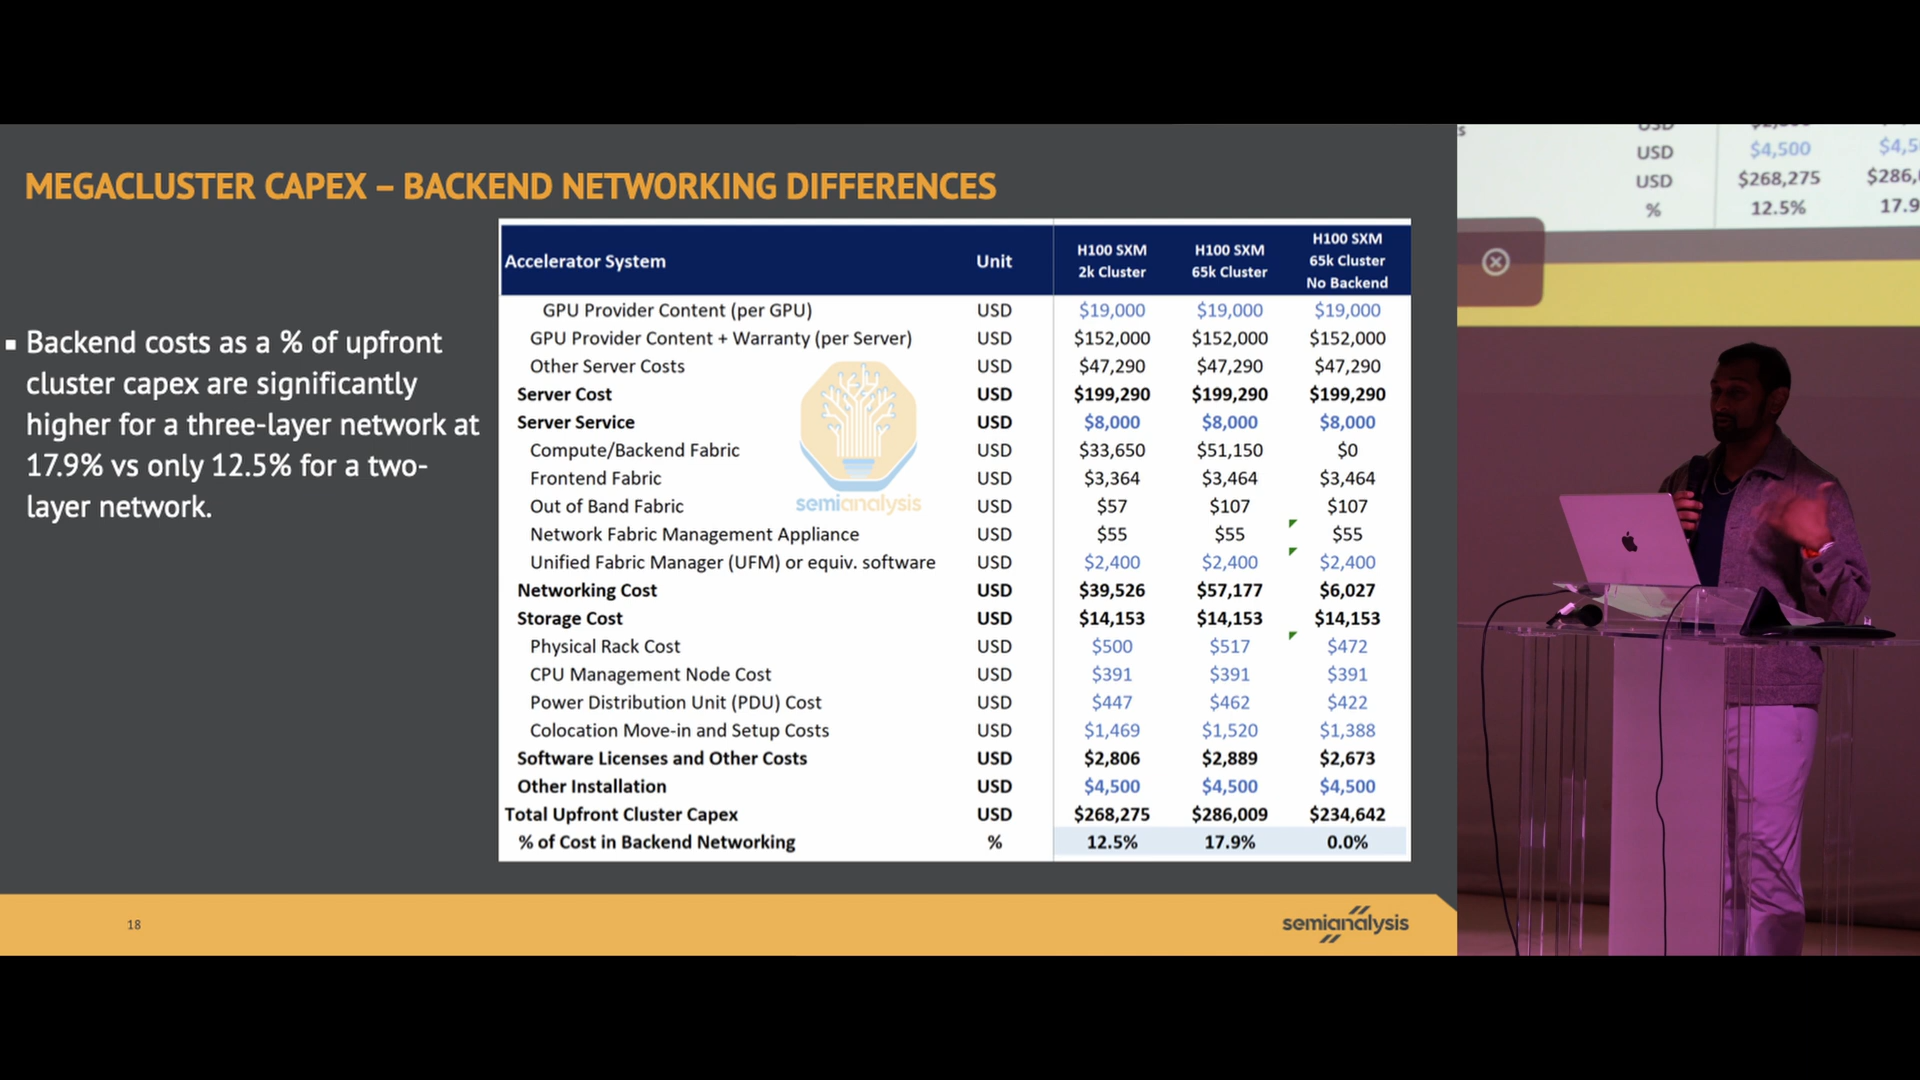 MEGACLUSTER CAPEX – BACKEND NETWORKING DIFFERENCES
▪ Backend costs as a % of upfront
cluster capex are significantly
higher for a three-layer network at
17.9% vs only 12.5% for a two-
layer network.
Accelerator System Unit H100 SXM 2k Cluster H100 SXM 65k Cluster H100 SXM 65k Cluster No Backend
GPU Provider Content (per GPU) USD $19,000 $19,000 $19,000
GPU Provider Content + Warranty (per Server) USD $152,000 $152,000 $152,000
Other Server Costs USD $47,290 $47,290 $47,290
Server Cost USD $199,290 $199,290 $199,290
Server Service USD $8,000 $8,000 $8,000
Compute/Backend Fabric USD $33,650 $51,150 $0
Frontend Fabric USD $3,364 $3,464 $3,464
Out of Band Fabric USD $57 $107 $107
Network Fabric Management Appliance USD $55 $55 $55
Unified Fabric Manager (UFM) or equiv. software USD $2,400 $2,400 $2,400
Networking Cost USD $39,526 $57,177 $6,027
Storage Cost USD $14,153 $14,153 $14,153
Physical Rack Cost USD $500 $517 $472
CPU Management Node Cost USD $391 $391 $391
Power Distribution Unit (PDU) Cost USD $447 $462 $422
Colocation Move-in and Setup Costs USD $1,469 $1,520 $1,388
Software Licenses and Other Costs USD $2,806 $2,889 $2,673
Other Installation USD $4,500 $4,500 $4,500
Total Upfront Cluster Capex USD $268,275 $286,009 $234,642
% of Cost in Backend Networking % 12.5% 17.9% 0.0%
semianalysis
18
semianalysis
USD
USD $4,500 $4,5
USD $268,275 $286,
% 12.5% 17.9